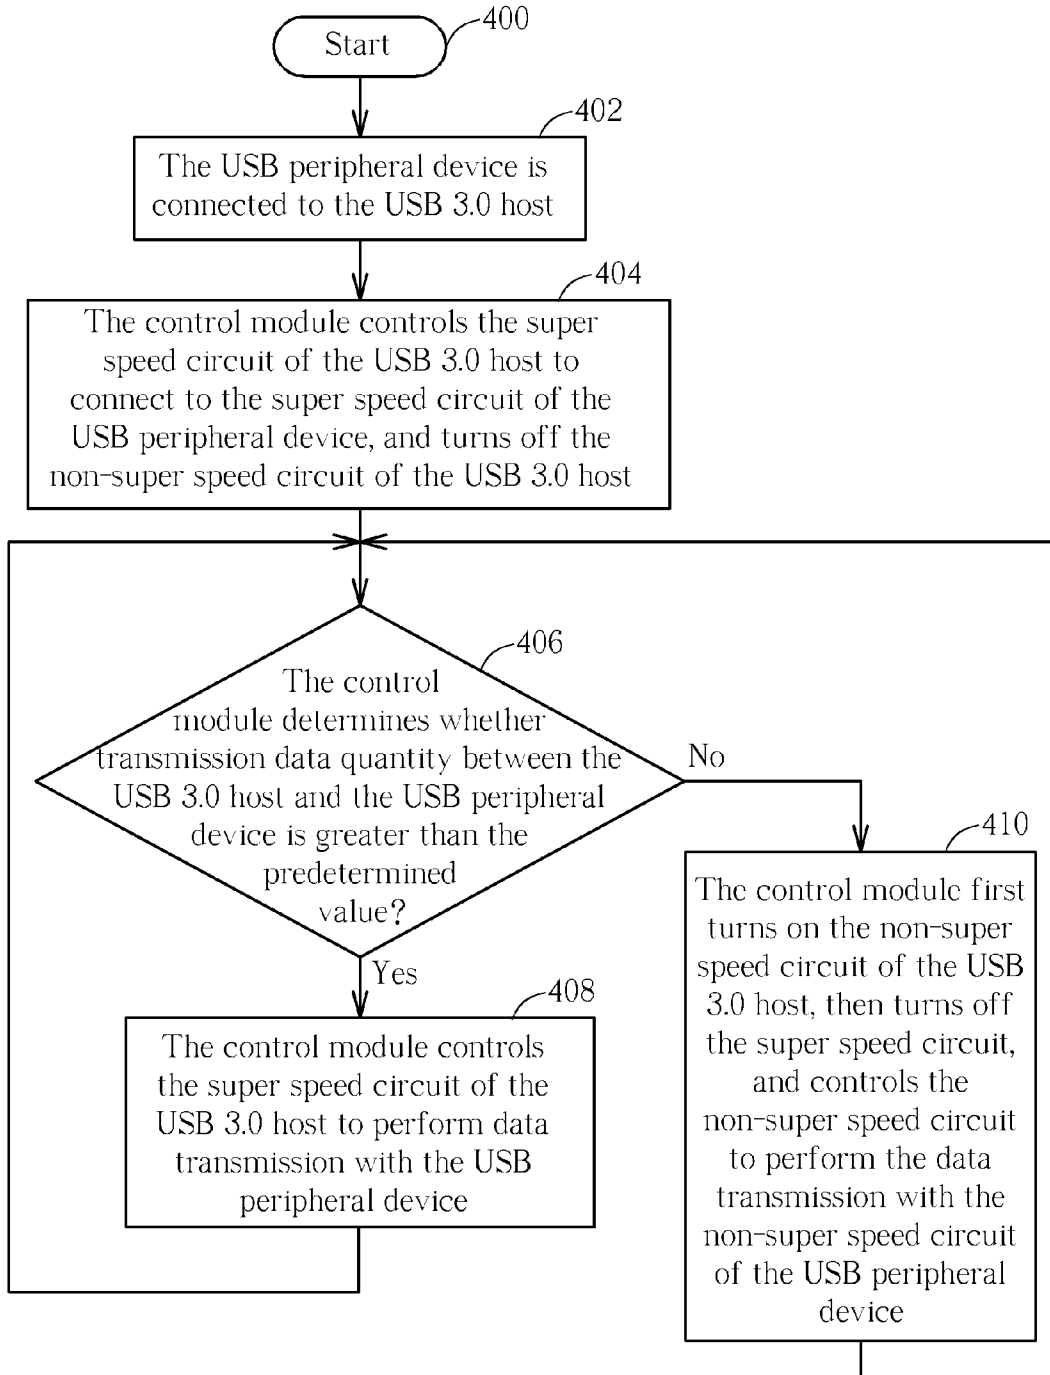 400
Start
402
The USB peripheral device is
connected to the USB 3.0 host
404
The control module controls the super
speed circuit of the USB 3.0 host to
connect to the super speed circuit of the
USB peripheral device, and turns off the
non-super speed circuit of the USB 3.0 host
406
The control
module determines whether
transmission data quantity between the
USB 3.0 host and the USB peripheral
device is greater than the
predetermined
value?
No
Yes
408
The control module controls
the super speed circuit of the
USB 3.0 host to perform data
transmission with the USB
peripheral device
410
The control module first
turns on the non-super
speed circuit of the USB
3.0 host, then turns off
the super speed circuit,
and controls the
non-super speed circuit
to perform the data
transmission with the
non-super speed circuit
of the USB peripheral
device